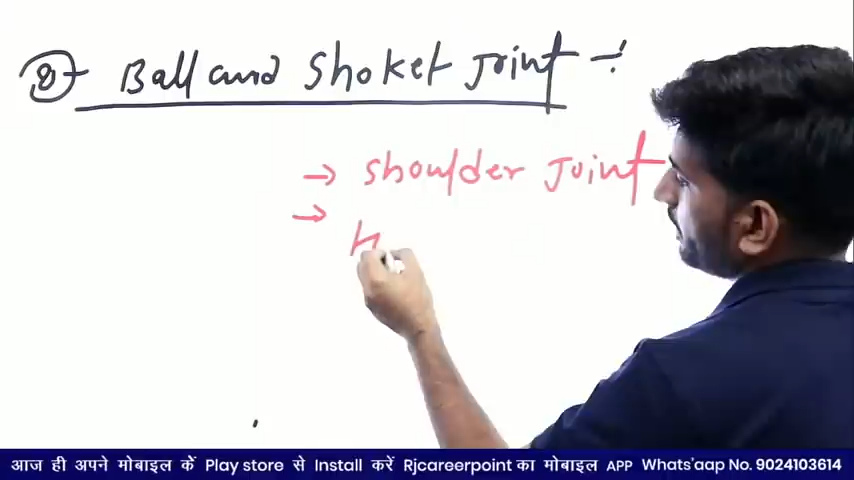 ④ Ball and Shoket Joint ÷
→ Shoulder Joint
→ H
आज ही अपने मोबाइल कें Play store से Install करें Rjcareerpoint का मोबाइल APP Whats'aap No. 9024103614